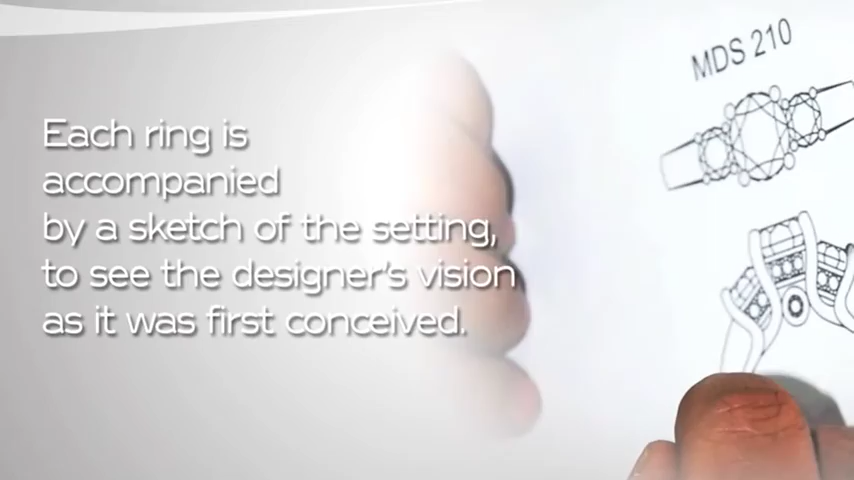 Each ring is
accompanied
by a sketch of the setting,
to see the designer's vision
as it was first conceived.
MDS 210